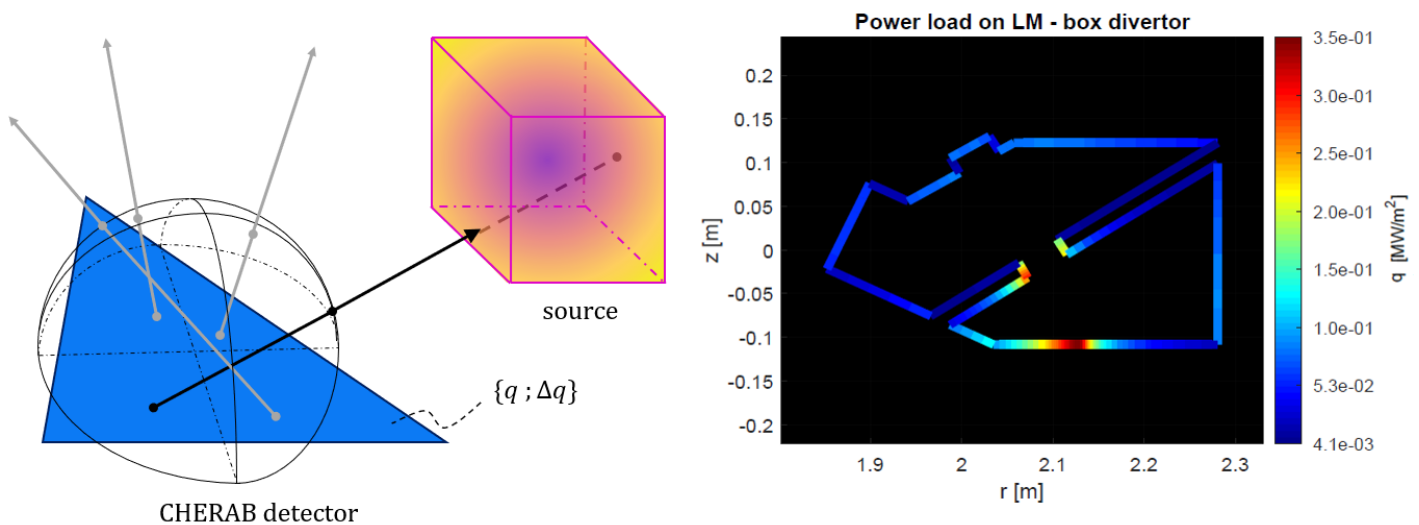 source
{q ; Δq}
CHERAB detector
Power load on LM - box divertor
0.2
0.15
0.1
0.05
0
-0.05
-0.1
-0.15
-0.2
z [m]
1.9
2
2.1
2.2
2.3
r [m]
3.5e-01
3.0e-01
2.5e-01
2.0e-01
1.5e-01
1.0e-01
5.3e-02
4.1e-03
q [MW/m²]